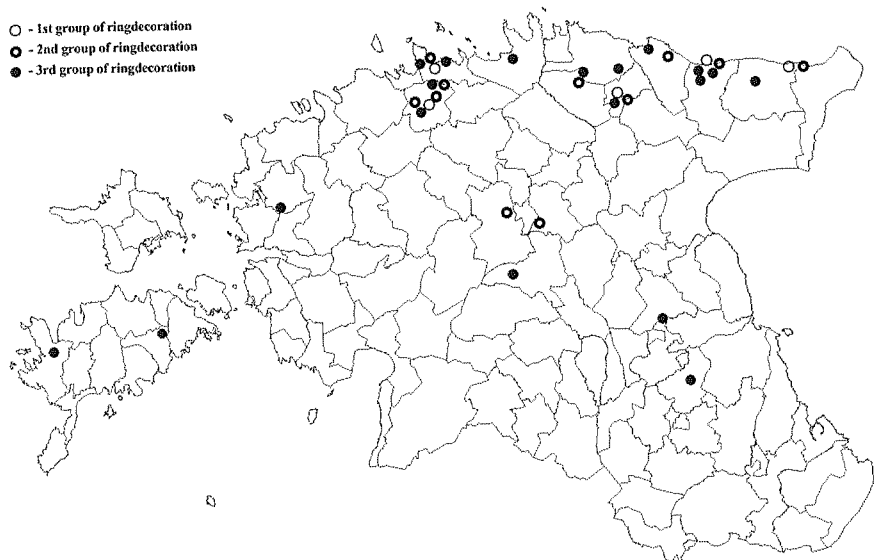 - 1st group of ringdecoration
- 2nd group of ringdecoration
- 3rd group of ringdecoration